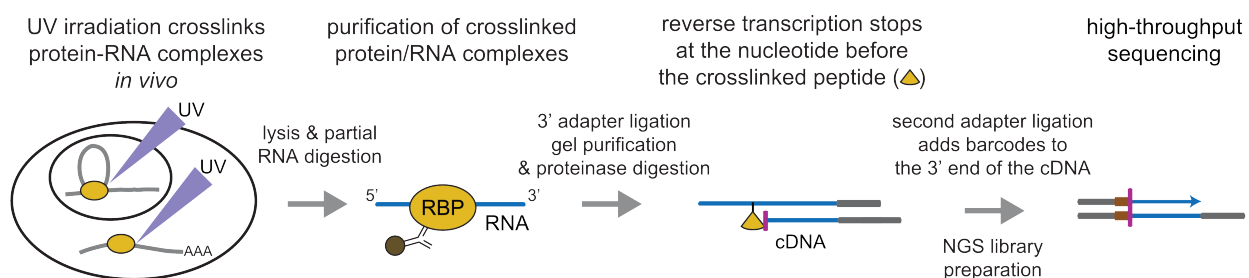 UV irradiation crosslinks
protein-RNA complexes
in vivo
UV
UV
AAA
lysis & partial
RNA digestion
purification of crosslinked
protein/RNA complexes
5’
RBP
3’
RNA
3’ adapter ligation
gel purification
& proteinase digestion
reverse transcription stops
at the nucleotide before
the crosslinked peptide ( )
cDNA
second adapter ligation
adds barcodes to
the 3’ end of the cDNA
NGS library
preparation
high-throughput
sequencing